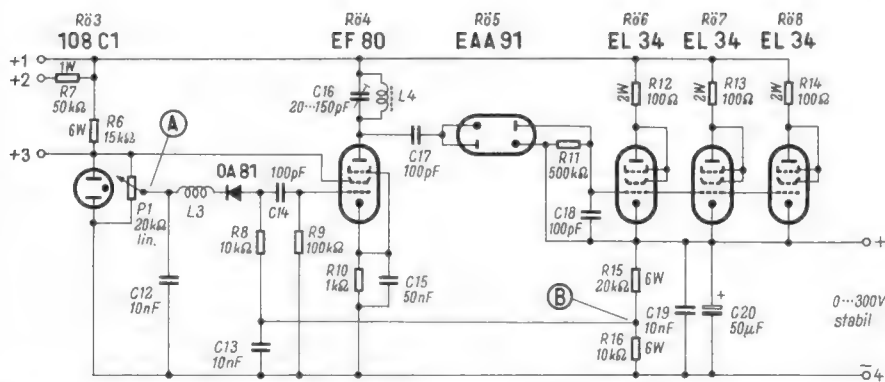 Rö3
108 C1
Rö4
EF 80
Rö5
EAA 91
Rö6
EL 34
Rö7
EL 34
Rö8
EL 34
+1
+2
1W
R7
50kΩ
R6
6W
15kΩ
+3
A
P1
20kΩ
lin.
L3
OA 81
100pF
C14
R8
10kΩ
R9
100kΩ
C12
10nF
C13
10nF
C16
20...150pF
L4
C17
100pF
R10
1kΩ
C15
50nF
R11
500kΩ
C18
100pF
2W
R12
100Ω
2W
R13
100Ω
2W
R14
100Ω
R15
20kΩ
6W
B
R16
10kΩ
6W
C19
10nF
+
C20
50µF
+
0...300V
stabil
−
4